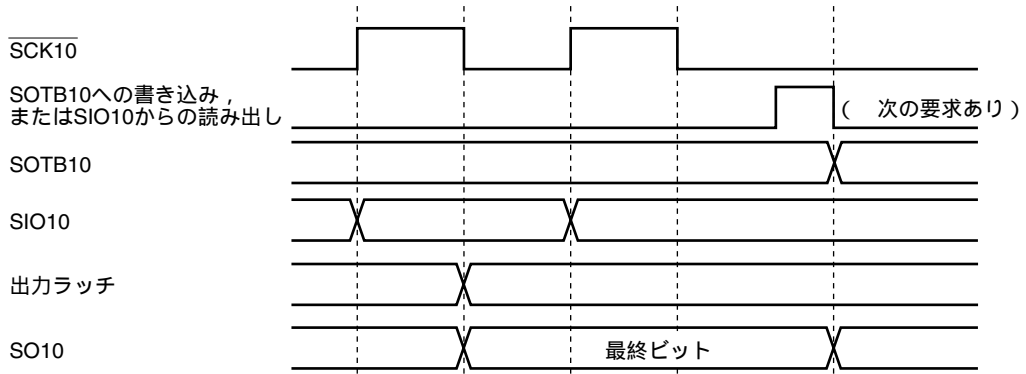 SCK10
SOTB10への書き込み，
またはSIO10からの読み出し
( 次の要求あり )
SOTB10
SIO10
出力ラッチ
SO10
最終ビット